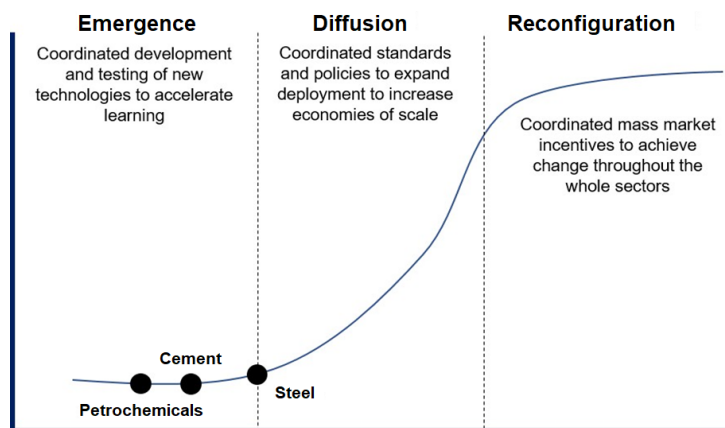 Emergence
Coordinated development
and testing of new
technologies to accelerate
learning
Diffusion
Coordinated standards
and policies to expand
deployment to increase
economies of scale
Reconfiguration
Coordinated mass market
incentives to achieve
change throughout the
whole sectors
Cement
Steel
Petrochemicals